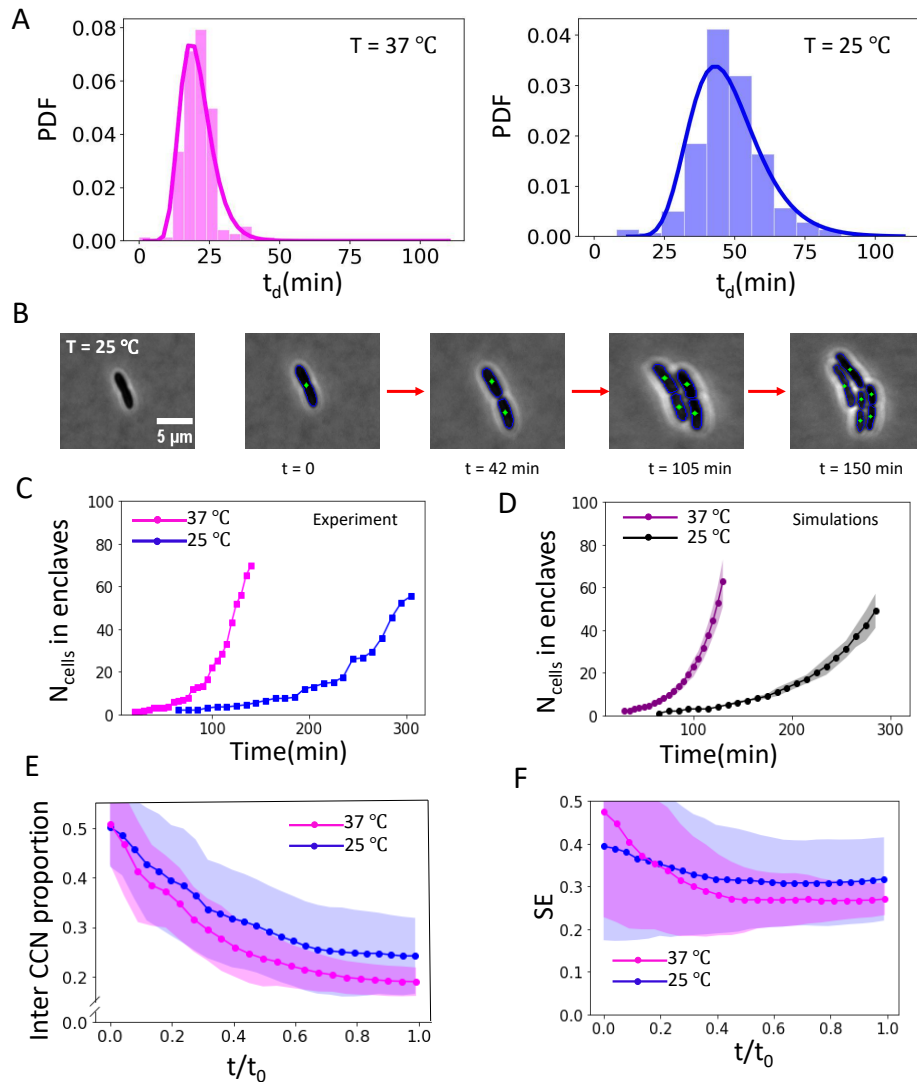 A
PDF
0.08
0.06
0.04
0.02
0.00
T = 37 ℃
0
25
50
75
100
t_d(min)
PDF
0.04
0.03
0.02
0.01
0.00
T = 25 ℃
0
25
50
75
100
t_d(min)
B
T = 25 ℃
5 µm
t = 0
t = 42 min
t = 105 min
t = 150 min
C
N_cells in enclaves
100
80
60
40
20
0
37 ℃
25 ℃
Experiment
100
200
300
Time(min)
D
N_cells in enclaves
100
80
60
40
20
0
37 ℃
25 ℃
Simulations
100
200
300
Time(min)
E
Inter CCN proportion
0.5
0.4
0.3
0.2
0.0
37 ℃
25 ℃
0.0
0.2
0.4
0.6
0.8
1.0
t/t_0
F
SE
0.5
0.4
0.3
0.2
0.1
0.0
37 ℃
25 ℃
0.0
0.2
0.4
0.6
0.8
1.0
t/t_0